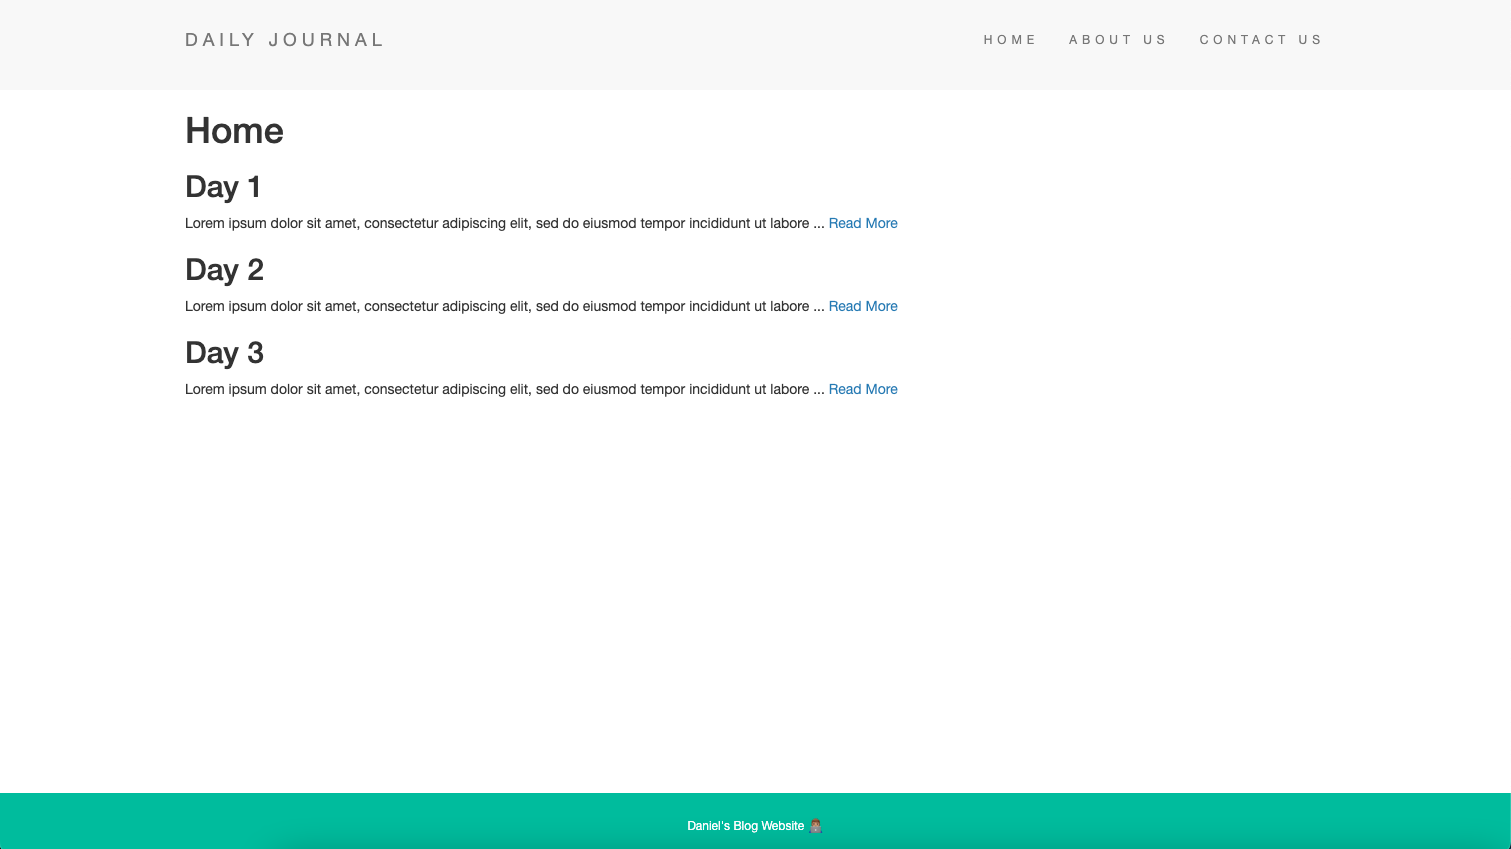 DAILY JOURNAL
HOME ABOUT US CONTACT US
Home
Day 1
Lorem ipsum dolor sit amet, consectetur adipiscing elit, sed do eiusmod tempor incididunt ut labore ... Read More
Day 2
Lorem ipsum dolor sit amet, consectetur adipiscing elit, sed do eiusmod tempor incididunt ut labore ... Read More
Day 3
Lorem ipsum dolor sit amet, consectetur adipiscing elit, sed do eiusmod tempor incididunt ut labore ... Read More
Daniel's Blog Website